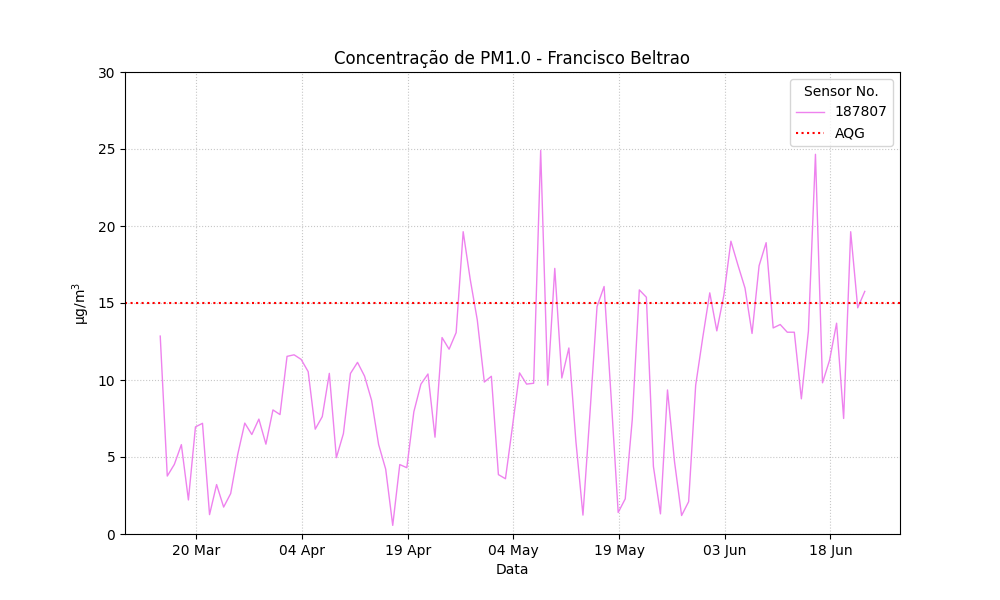 Concentração de PM1.0 - Francisco Beltrao
30
25
20
15
10
5
0
µg/m³
Sensor No.
187807
AQG
20 Mar
04 Apr
19 Apr
04 May
19 May
03 Jun
18 Jun
Data